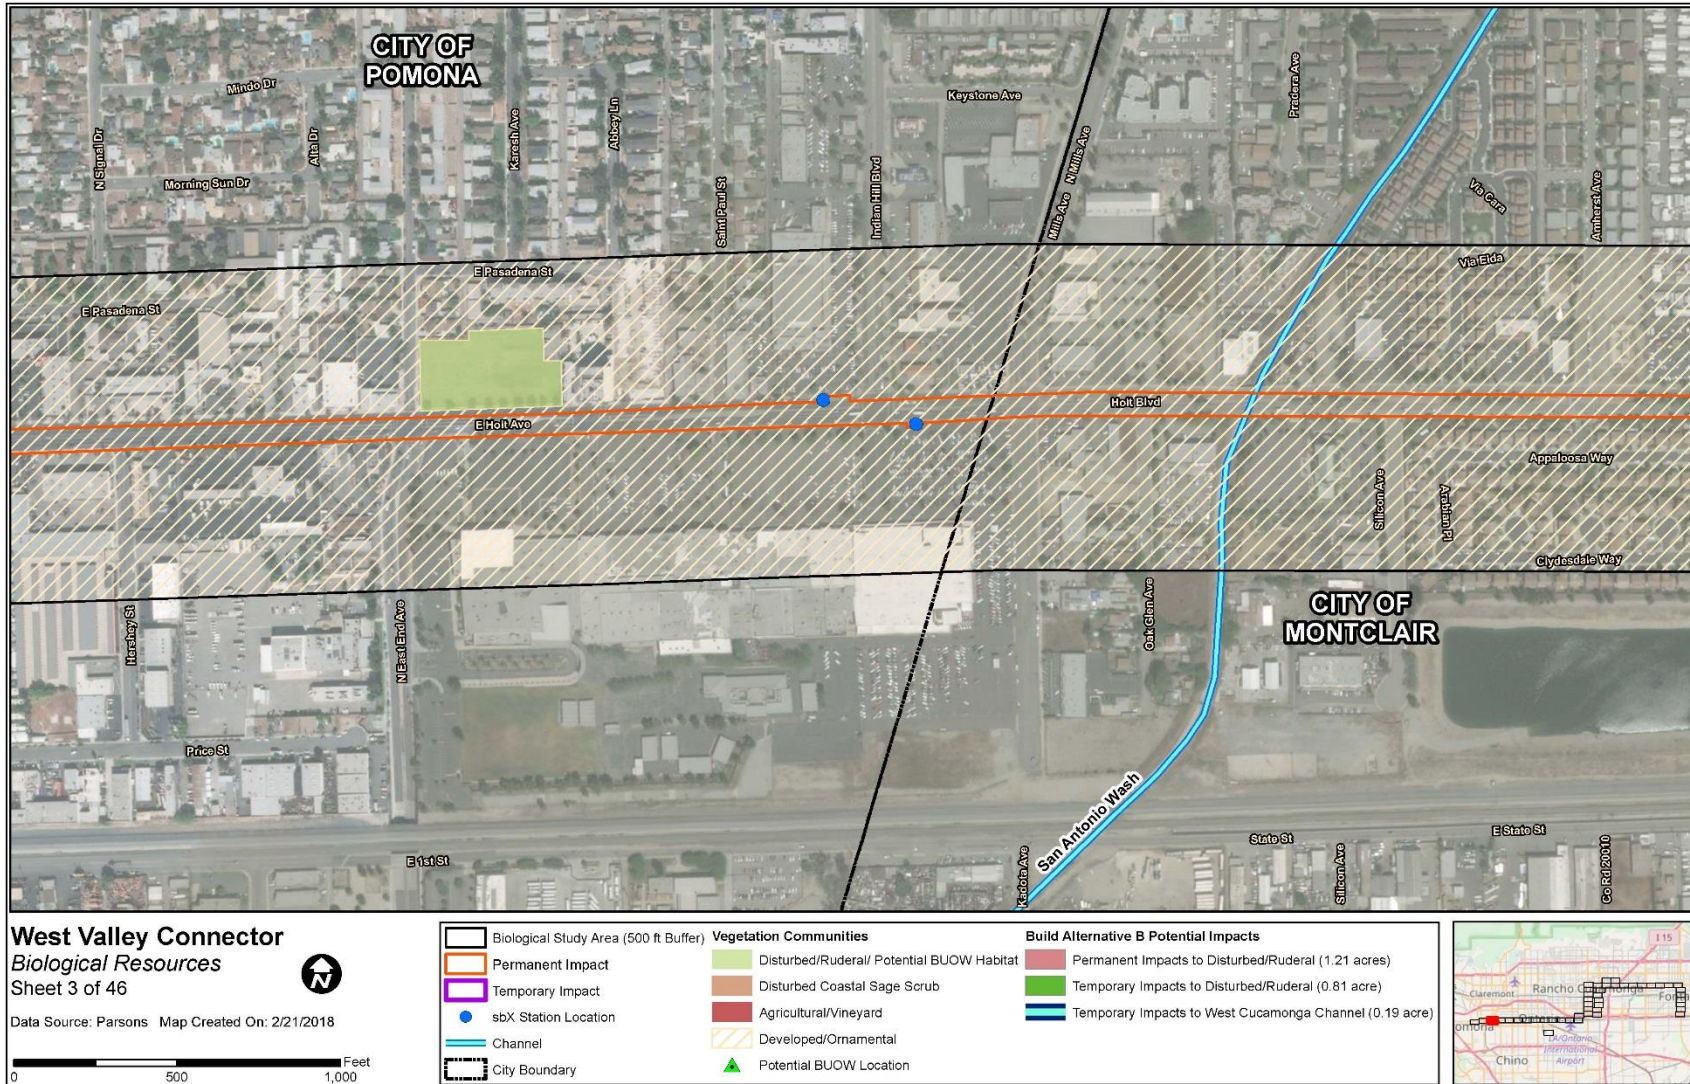 CITY OF
POMONA
Mindo Dr
N Signal Dr
Alta Dr
Morning Sun Dr
Karesh Ave
Abbey Ln
Saint Paul St
Indian Hill Blvd
Keystone Ave
Mills Ave
N Mills Ave
Pradera Ave
Via Cara
Amherst Ave
E Pasadena St
E Pasadena St
Via Elda
E Holt Ave
Holt Blvd
Appaloosa Way
Silicon Ave
Arabian Pl
Clydesdale Way
Hershey St
N East End Ave
Oak Glen Ave
CITY OF
MONTCLAIR
Price St
San Antonio Wash
E 1st St
Kadota Ave
State St
E State St
Silicon Ave
Co Rd 20010
West Valley Connector
Biological Resources
Sheet 3 of 46
N
Data Source: Parsons Map Created On: 2/21/2018
Feet
0 500 1,000
Biological Study Area (500 ft Buffer)
Permanent Impact
Temporary Impact
sbX Station Location
Channel
City Boundary
Vegetation Communities
Disturbed/Ruderal/ Potential BUOW Habitat
Disturbed Coastal Sage Scrub
Agricultural/Vineyard
Developed/Ornamental
Potential BUOW Location
Build Alternative B Potential Impacts
Permanent Impacts to Disturbed/Ruderal (1.21 acres)
Temporary Impacts to Disturbed/Ruderal (0.81 acre)
Temporary Impacts to West Cucamonga Channel (0.19 acre)
I 15
Claremont
Rancho Cucamonga
LA/Ontario
International
Airport
Chino